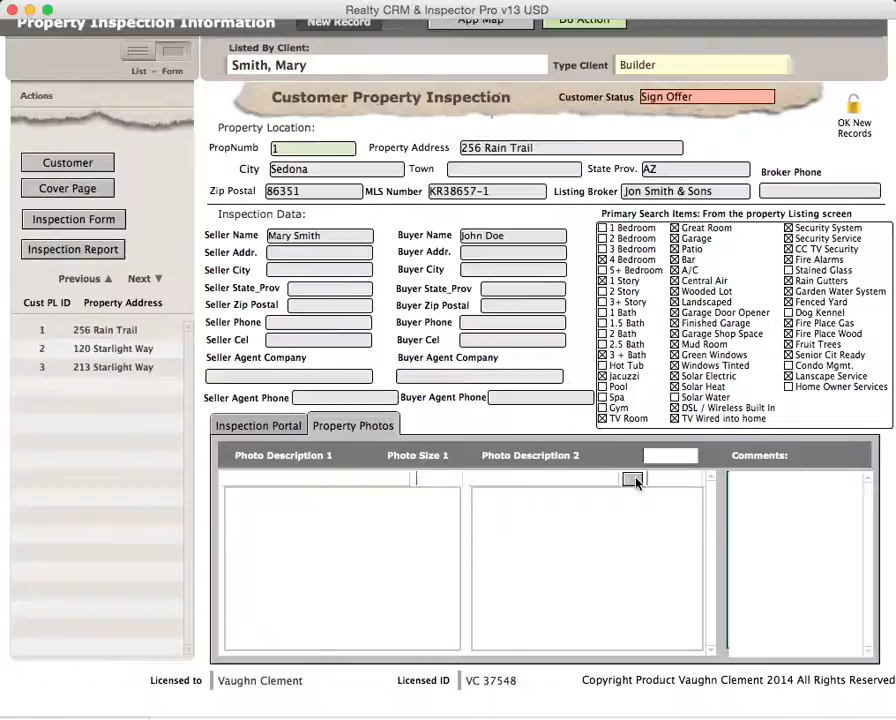 Realty CRM & Inspector Pro v13 USD
Property Inspection Information
New Record
App Map
Do Action
List - Form
Listed By Client:
Smith, Mary
Type Client
Builder
Actions
Customer Property Inspection
Customer Status
Sign Offer
OK New
Records
Property Location:
PropNumb
1
Property Address
256 Rain Trail
City
Sedona
Town
State Prov.
AZ
Broker Phone
Zip Postal
86351
MLS Number
KR38657-1
Listing Broker
Jon Smith & Sons
Customer
Cover Page
Inspection Form
Inspection Report
Previous ▲ Next ▼
Cust PL ID Property Address
1 256 Rain Trail
2 120 Starlight Way
3 213 Starlight Way
Inspection Data:
Seller Name
Mary Smith
Buyer Name
John Doe
Seller Addr.
Buyer Addr.
Seller City
Buyer City
Seller State_Prov
Buyer State_Prov
Seller Zip Postal
Buyer Zip Postal
Seller Phone
Buyer Phone
Seller Cel
Buyer Cel
Seller Agent Company
Buyer Agent Company
Seller Agent Phone
Buyer Agent Phone
Primary Search Items: From the property Listing screen
1 Bedroom Great Room Security System
2 Bedroom Garage Security Service
3 Bedroom Patio CC TV Security
4 Bedroom Bar Fire Alarms
5+ Bedroom A/C Stained Glass
1 Story Central Air Rain Gutters
2 Story Wooded Lot Garden Water System
3+ Story Landscaped Fenced Yard
1 Bath Garage Door Opener Dog Kennel
1.5 Bath Finished Garage Fire Place Gas
2 Bath Garage Shop Space Fire Place Wood
2.5 Bath Mud Room Fruit Trees
3 + Bath Green Windows Senior Cit Ready
Hot Tub Windows Tinted Condo Mgmt.
Jacuzzi Solar Electric Lanscape Service
Pool Solar Heat Home Owner Services
Spa Solar Water
Gym DSL / Wireless Built In
TV Room TV Wired into home
Inspection Portal
Property Photos
Photo Description 1
Photo Size 1
Photo Description 2
Comments:
Licensed to
Vaughn Clement
Licensed ID
VC 37548
Copyright Product Vaughn Clement 2014 All Rights Reserved